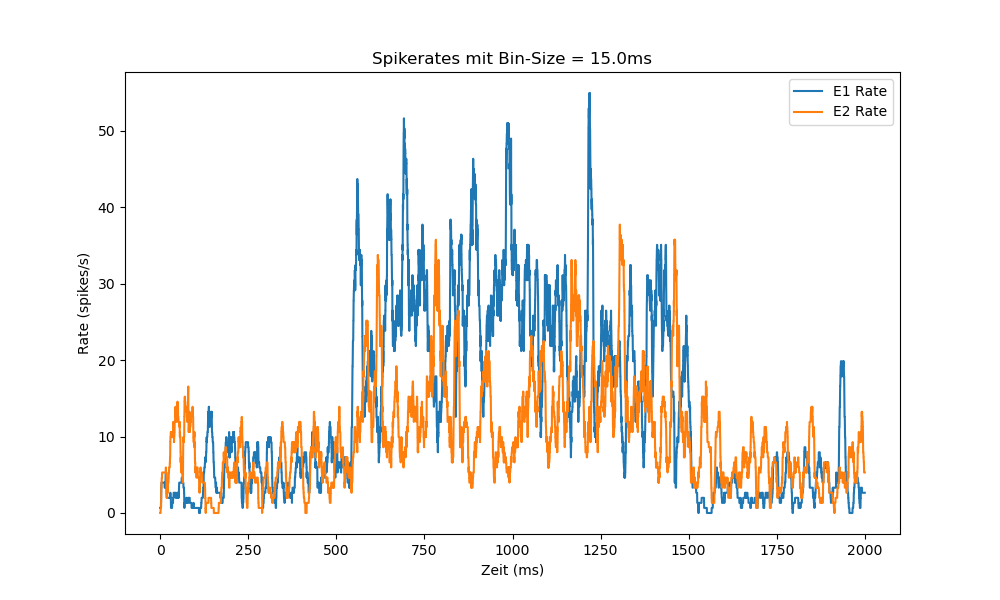 Spikerates mit Bin-Size = 15.0ms
E1 Rate
E2 Rate
50
40
30
20
10
0
Rate (spikes/s)
0 250 500 750 1000 1250 1500 1750 2000
Zeit (ms)